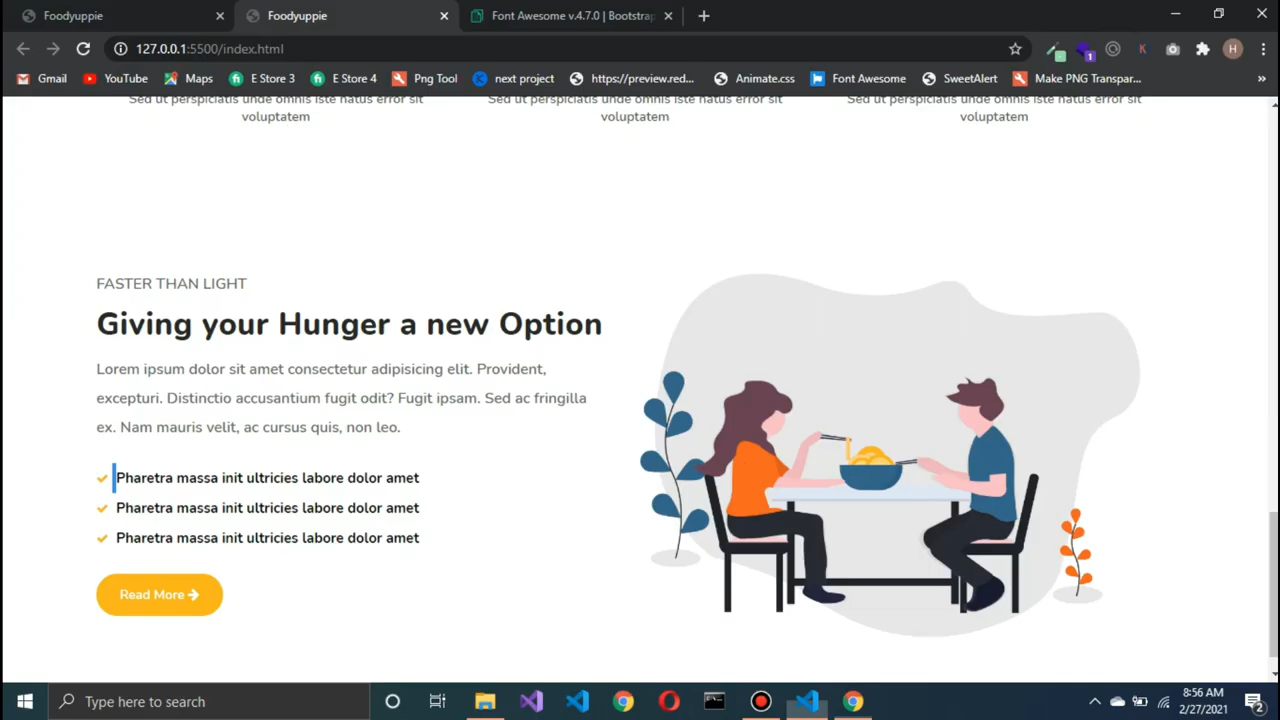 Foodyuppie
Foodyuppie
Font Awesome v.4.7.0 | Bootstrap
127.0.0.1:5500/index.html
1
K
H
Gmail
YouTube
Maps
E Store 3
E Store 4
Png Tool
next project
https://preview.red...
Animate.css
Font Awesome
SweetAlert
Make PNG Transpar...
Sed ut perspiciatis unde omnis iste natus error sit
voluptatem
Sed ut perspiciatis unde omnis iste natus error sit
voluptatem
Sed ut perspiciatis unde omnis iste natus error sit
voluptatem
FASTER THAN LIGHT
Giving your Hunger a new Option
Lorem ipsum dolor sit amet consectetur adipisicing elit. Provident,
excepturi. Distinctio accusantium fugit odit? Fugit ipsam. Sed ac fringilla
ex. Nam mauris velit, ac cursus quis, non leo.
Pharetra massa init ultricies labore dolor amet
Pharetra massa init ultricies labore dolor amet
Pharetra massa init ultricies labore dolor amet
Read More
Type here to search
8:56 AM
2/27/2021
2